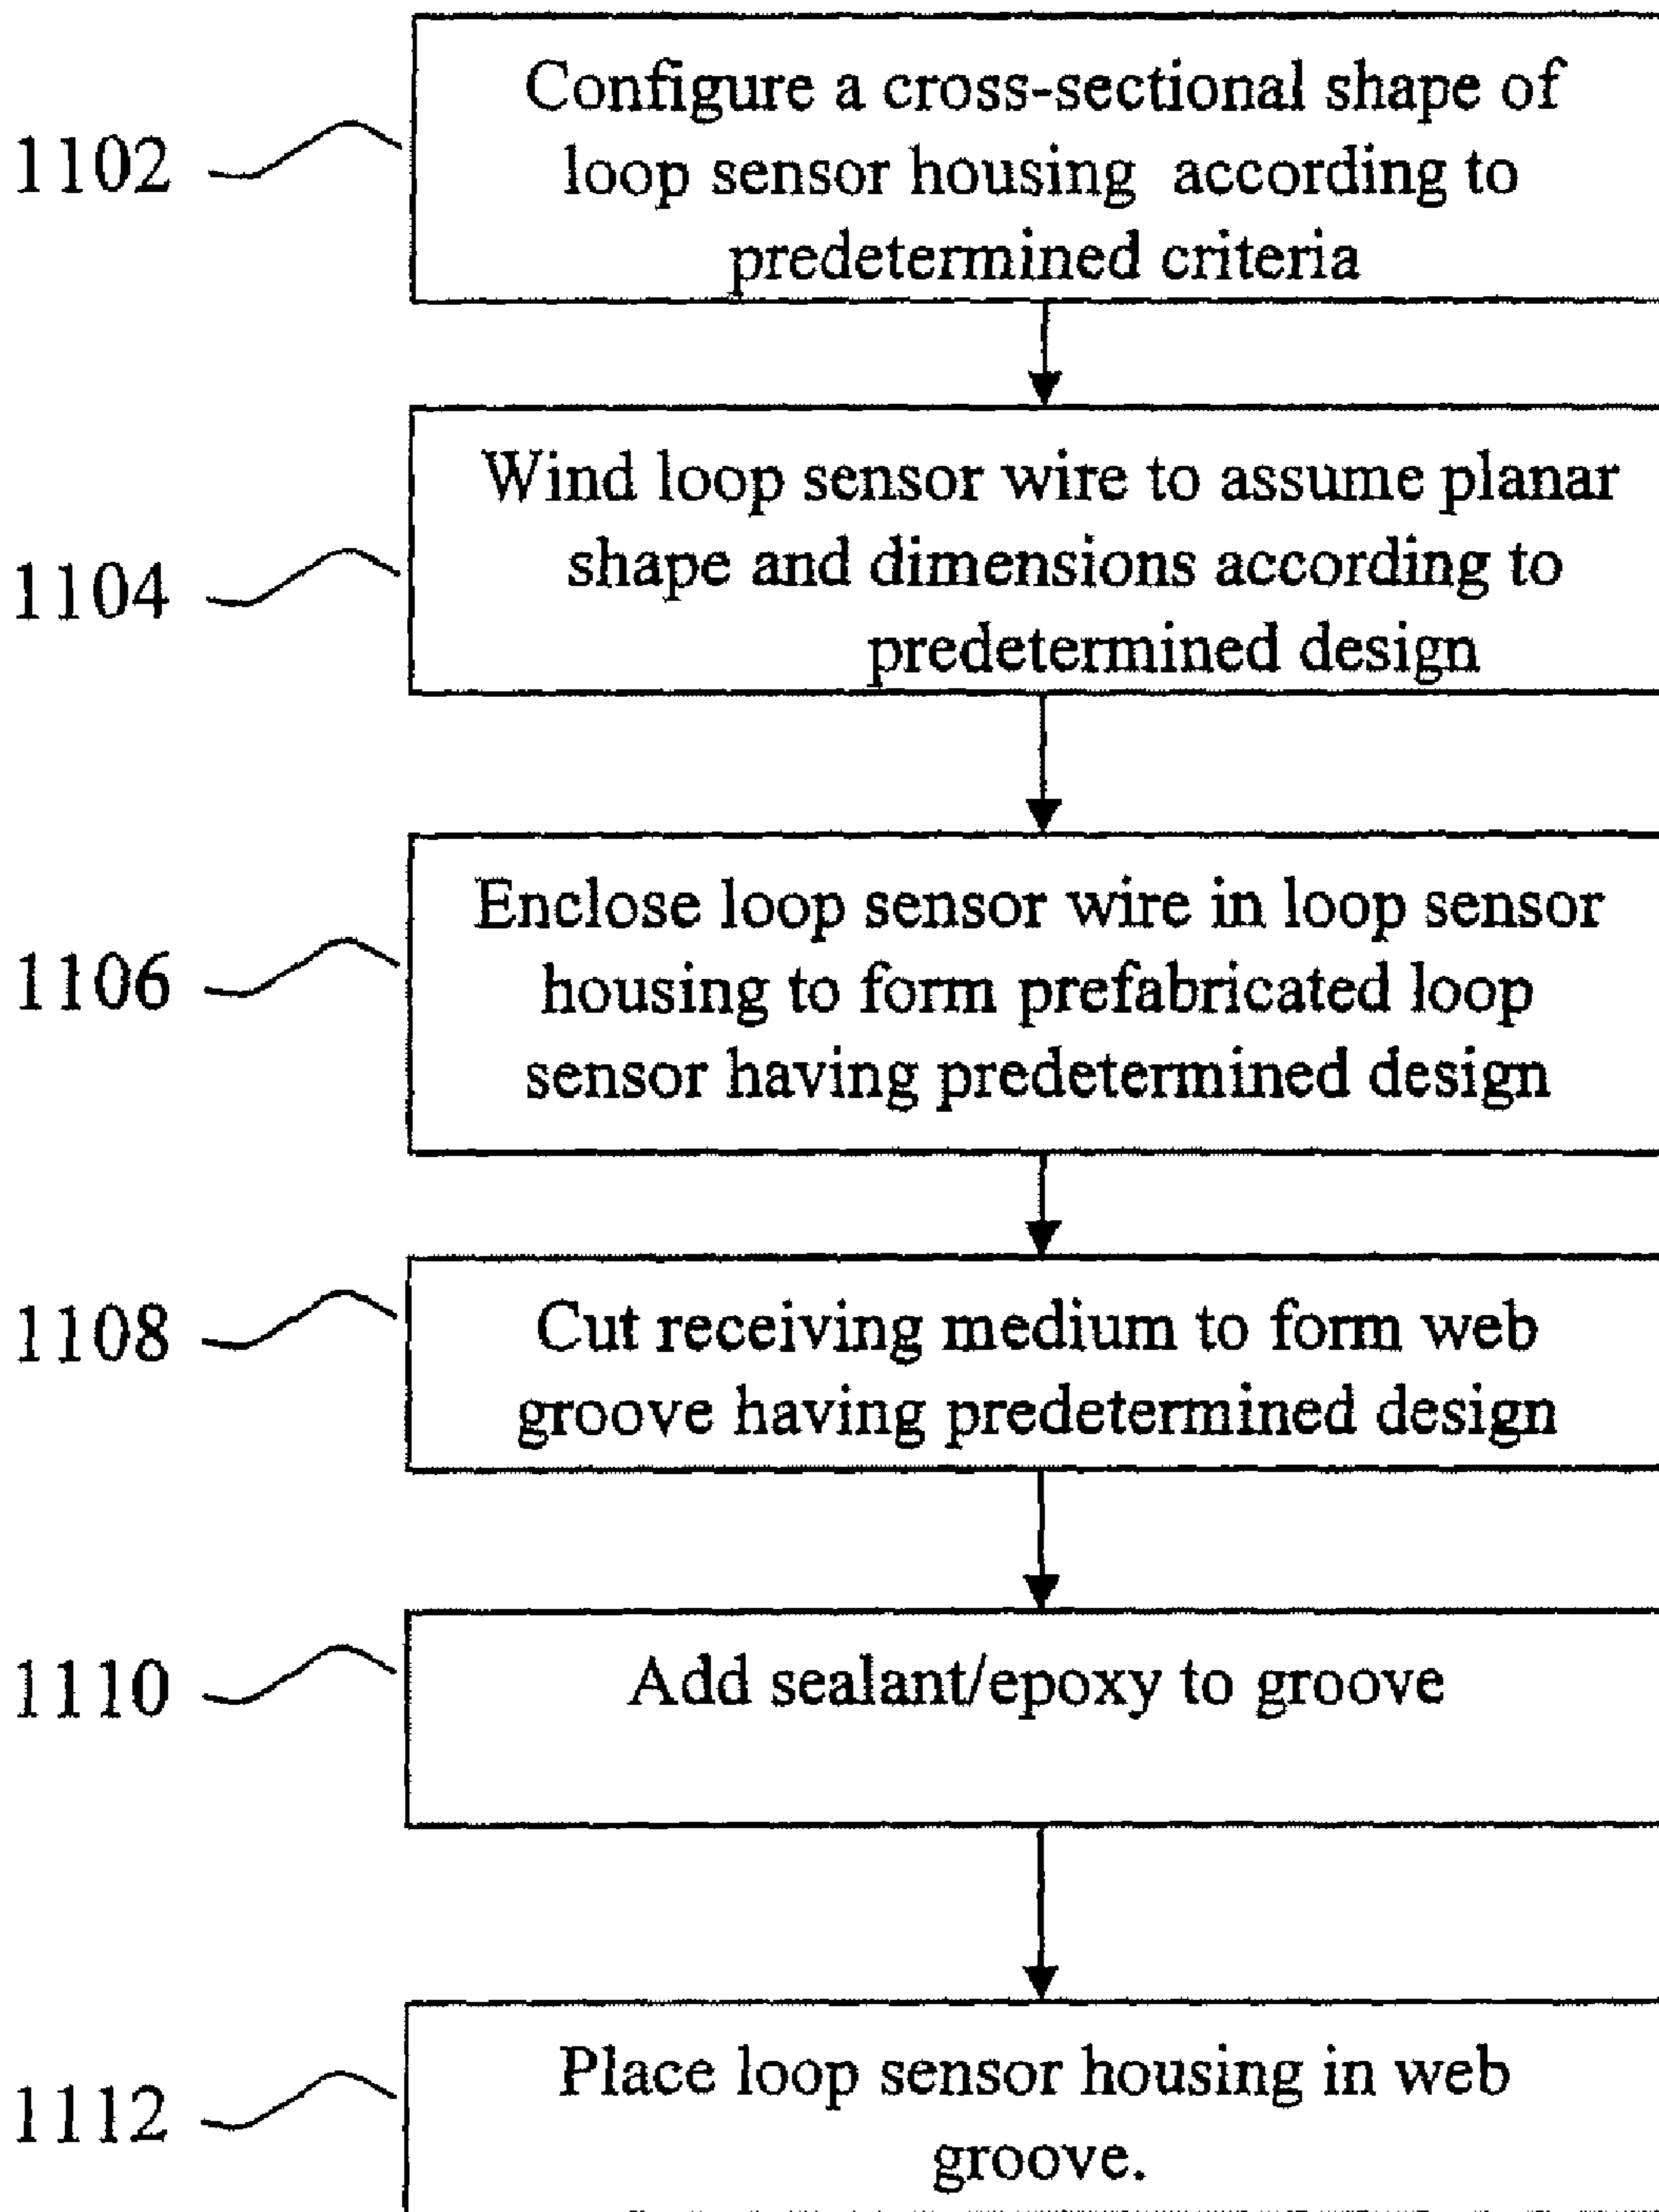 Configure a cross-sectional shape of
1102
loop sensor housing according to
predetermined criteria
Wind loop sensor wire to assume planar
1104
shape and dimensions according to
predetermined design
Enclose loop sensor wire in loop sensor
1106
housing to form prefabricated loop
sensor having predetermined design
1108
Cut receiving medium to form web
groove having predetermined design
1110
Add sealant/epoxy to groove
1112
Place loop sensor housing in web
groove.